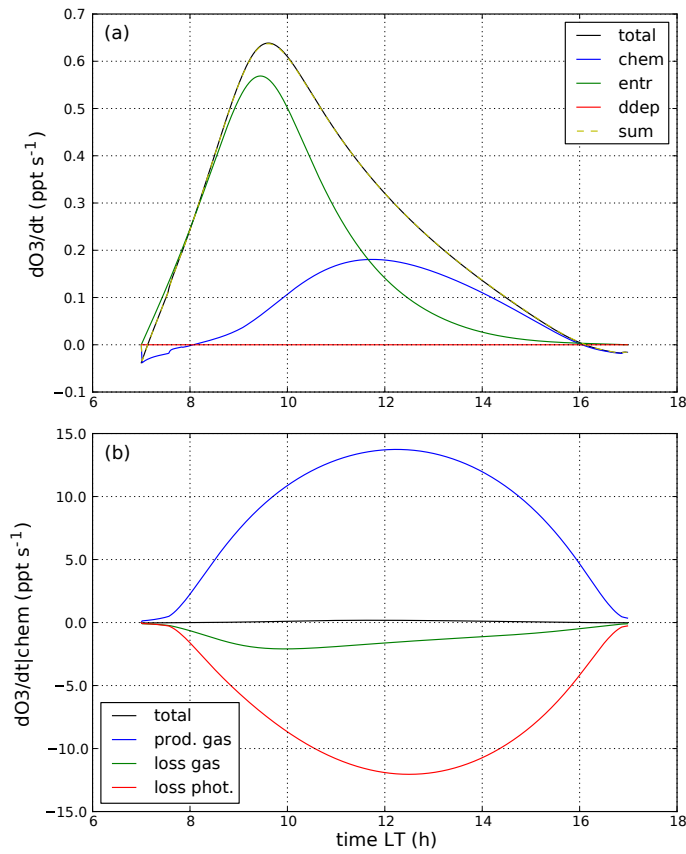 0.7
0.6
0.5
0.4
0.3
0.2
0.1
0.0
−0.1
dO3/dt (ppt s⁻¹)
(a)
total
chem
entr
ddep
sum
6 8 10 12 14 16 18
15.0
10.0
5.0
0.0
−5.0
−10.0
−15.0
dO3/dt|chem (ppt s⁻¹)
(b)
total
prod. gas
loss gas
loss phot.
6 8 10 12 14 16 18
time LT (h)